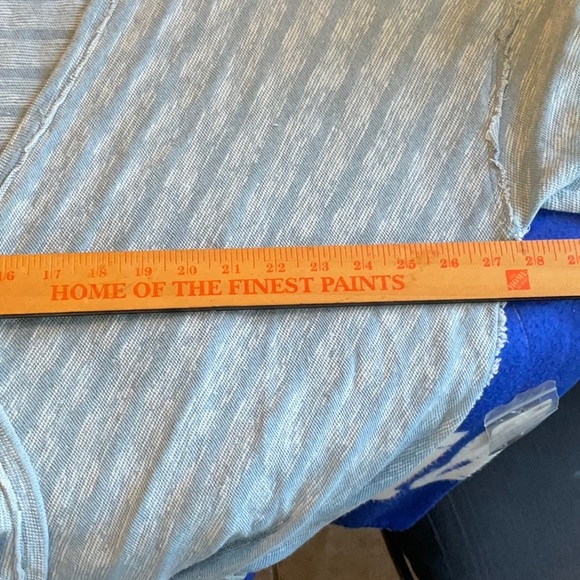 16 17 18 19 20 21 22 23 24 25 26 27 28
HOME OF THE FINEST PAINTS